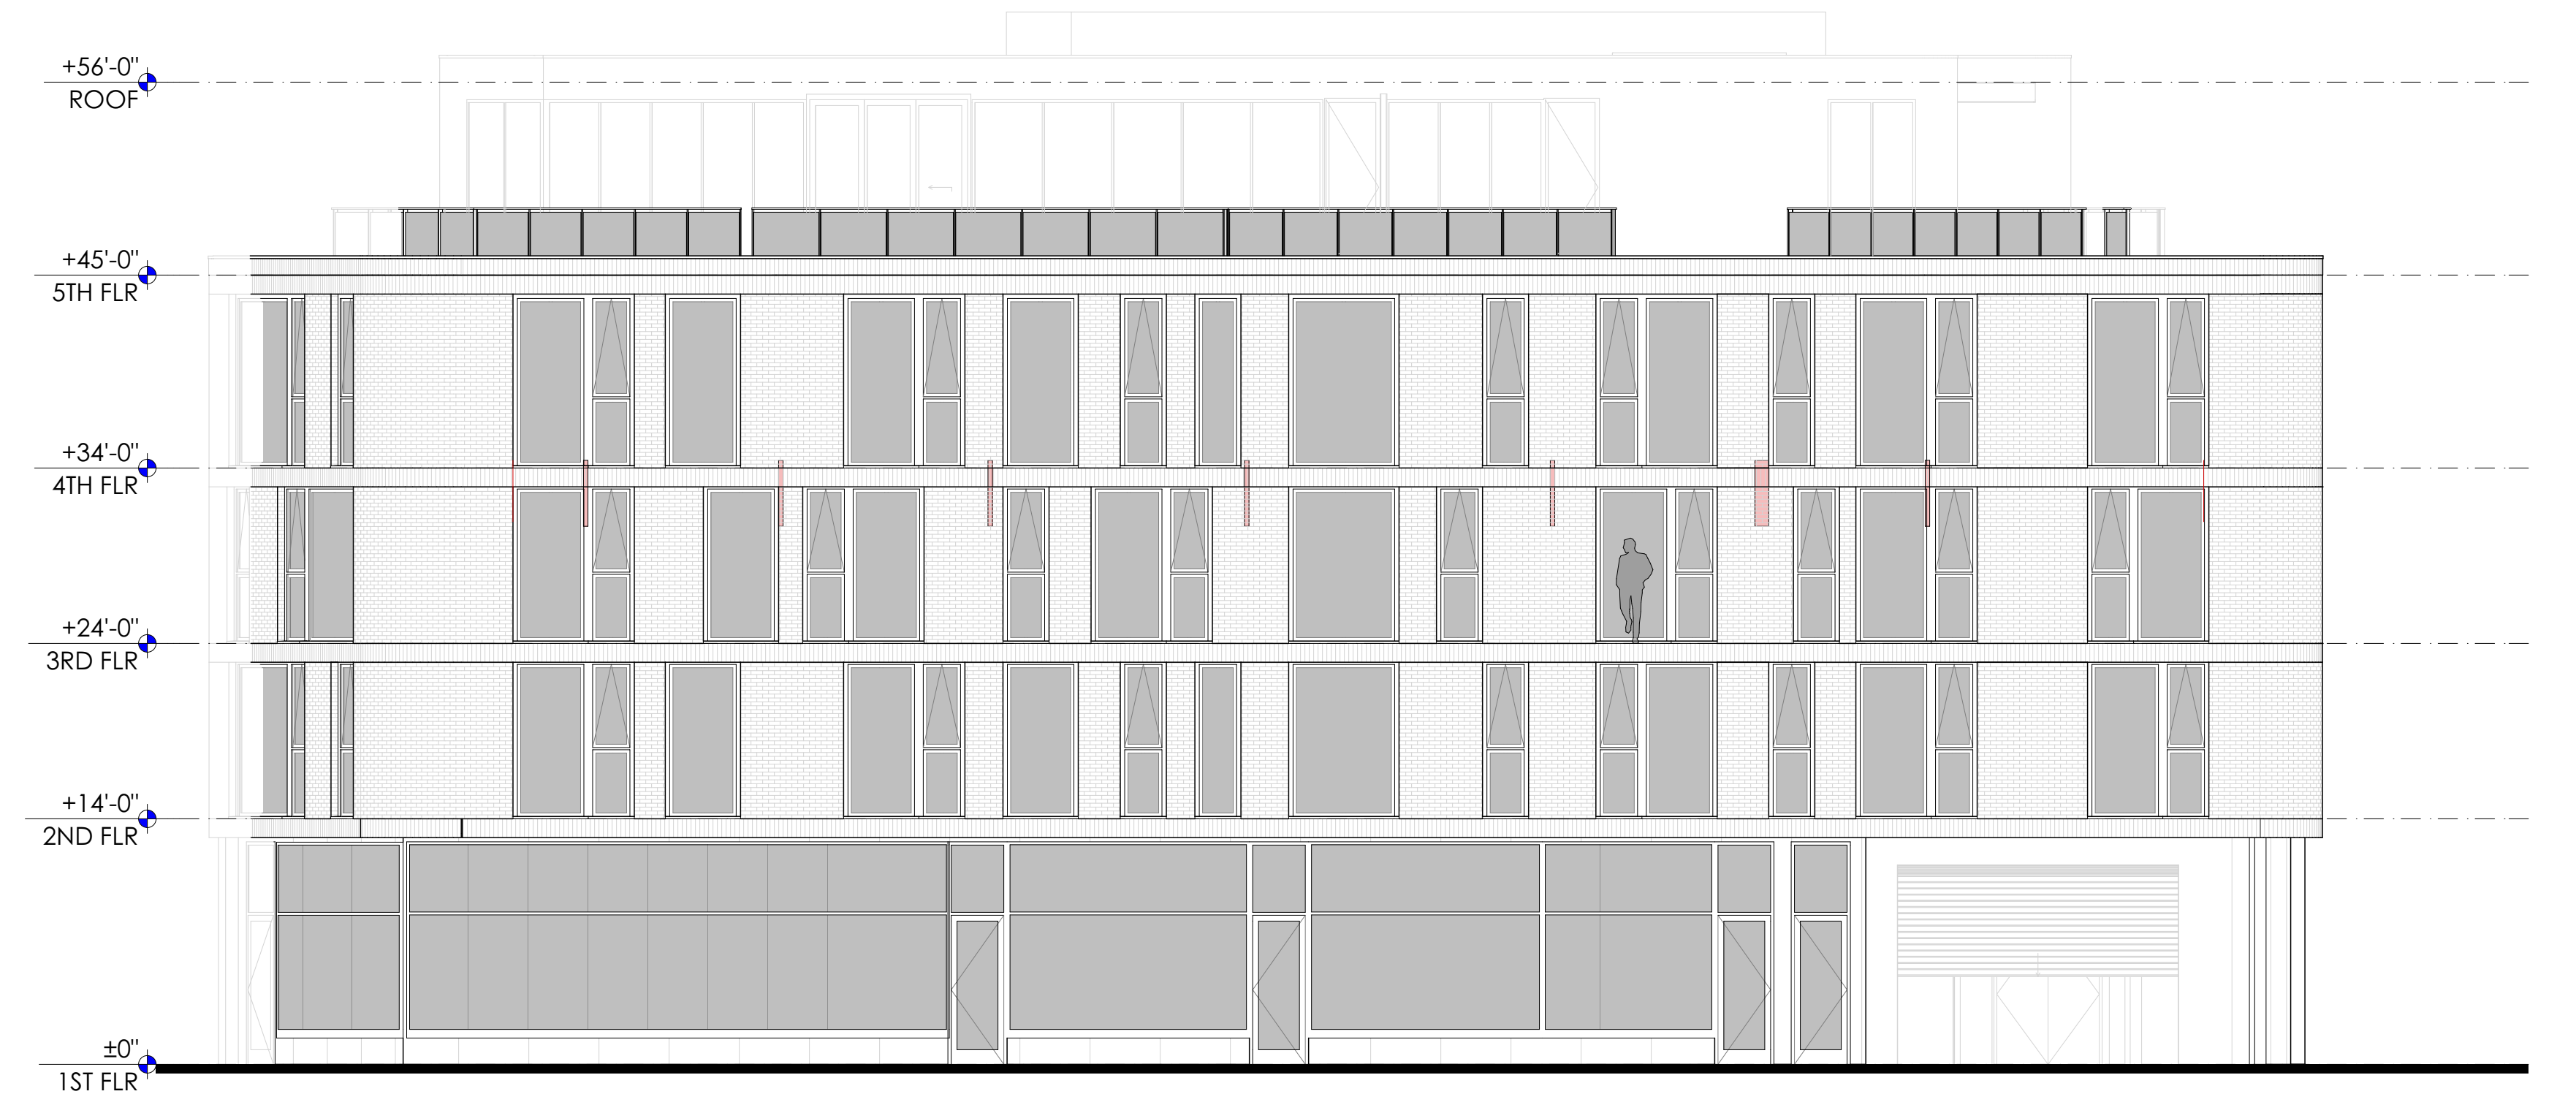 +56'-0"
ROOF
+45'-0"
5TH FLR
+34'-0"
4TH FLR
+24'-0"
3RD FLR
+14'-0"
2ND FLR
±0"
1ST FLR